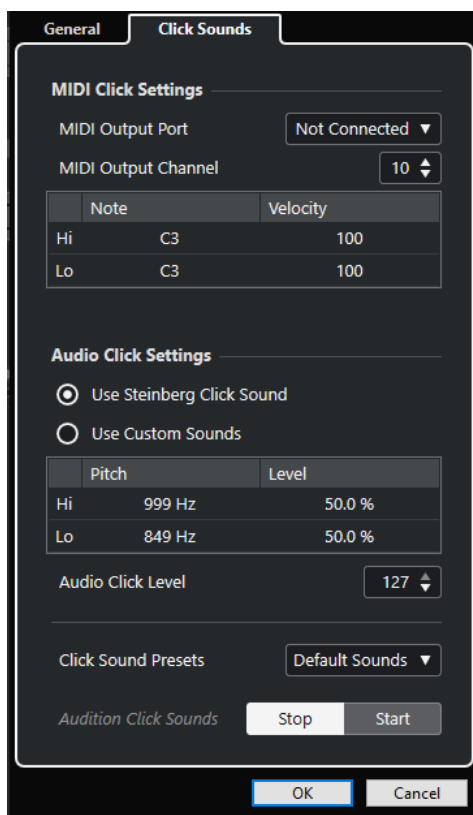 General Click Sounds
MIDI Click Settings
MIDI Output Port Not Connected
MIDI Output Channel 10
Note Velocity
Hi C3 100
Lo C3 100
Audio Click Settings
Use Steinberg Click Sound
Use Custom Sounds
Pitch Level
Hi 999 Hz 50.0 %
Lo 849 Hz 50.0 %
Audio Click Level 127
Click Sound Presets Default Sounds
Audition Click Sounds Stop Start
OK Cancel